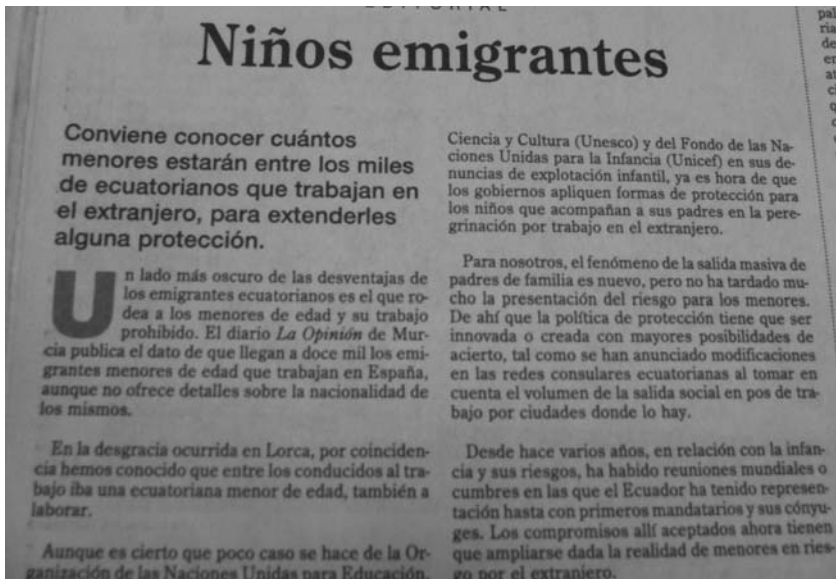 EDITORIAL
Niños emigrantes
Conviene conocer cuántos
menores estarán entre los miles
de ecuatorianos que trabajan en
el extranjero, para extenderles
alguna protección.
Un lado más oscuro de las desventajas de
los emigrantes ecuatorianos es el que ro-
dea a los menores de edad y su trabajo
prohibido. El diario La Opinión de Mur-
cia publica el dato de que llegan a doce mil los emi-
grantes menores de edad que trabajan en España,
aunque no ofrece detalles sobre la nacionalidad de
los mismos.
En la desgracia ocurrida en Lorca, por coinciden-
cia hemos conocido que entre los conducidos al tra-
bajo iba una ecuatoriana menor de edad, también a
laborar.
Aunque es cierto que poco caso se hace de la Or-
ganización de las Naciones Unidas para Educación,
Ciencia y Cultura (Unesco) y del Fondo de las Na-
ciones Unidas para la Infancia (Unicef) en sus de-
nuncias de explotación infantil, ya es hora de que
los gobiernos apliquen formas de protección para
los niños que acompañan a sus padres en la pere-
grinación por trabajo en el extranjero.
Para nosotros, el fenómeno de la salida masiva de
padres de familia es nuevo, pero no ha tardado mu-
cho la presentación del riesgo para los menores.
De ahí que la política de protección tiene que ser
innovada o creada con mayores posibilidades de
acierto, tal como se han anunciado modificaciones
en las redes consulares ecuatorianas al tomar en
cuenta el volumen de la salida social en pos de tra-
bajo por ciudades donde lo hay.
Desde hace varios años, en relación con la infan-
cia y sus riesgos, ha habido reuniones mundiales o
cumbres en las que el Ecuador ha tenido represen-
tación hasta con primeros mandatarios y sus cónyu-
ges. Los compromisos allí aceptados ahora tienen
que ampliarse dada la realidad de menores en ries-
go por el extranjero.